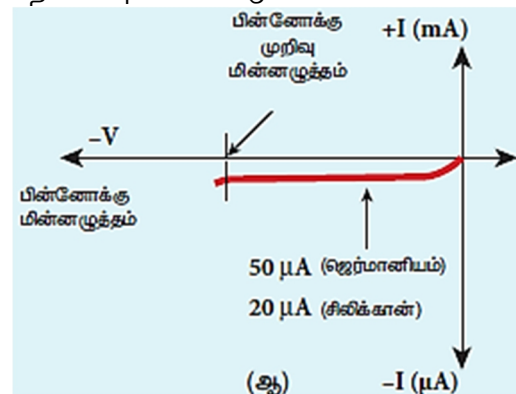 பின்னோக்கு
முறிவு
மின்னழுத்தம்
+I (mA)
–V
பின்னோக்கு
மின்னழுத்தம்
50 μA (ஜெர்மானியம்)
20 μA (சிலிக்கான்)
(ஆ)
–I (μA)